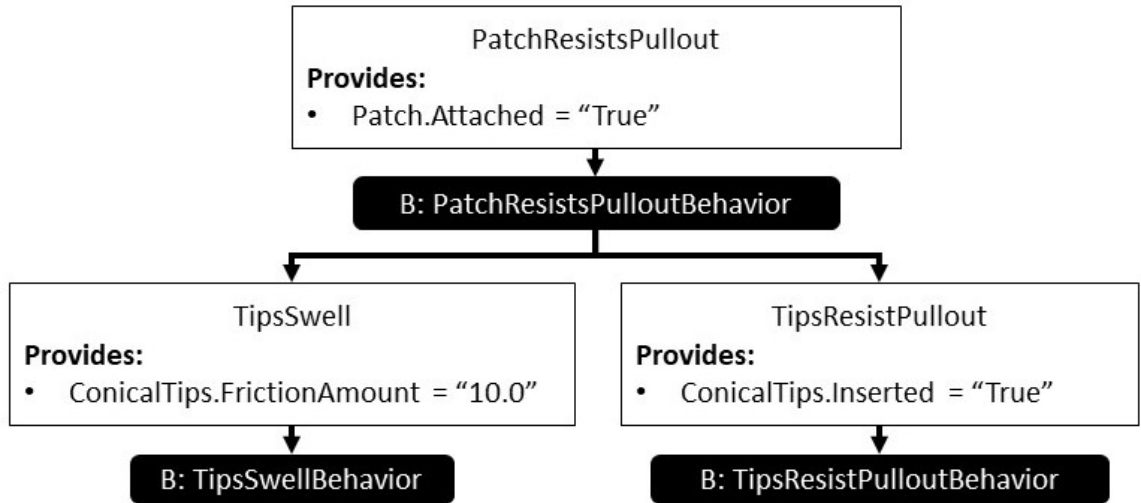 PatchResistsPullout
Provides:
• Patch.Attached = “True”
B: PatchResistsPulloutBehavior
TipsSwell
Provides:
• ConicalTips.FrictionAmount = “10.0”
B: TipsSwellBehavior
TipsResistPullout
Provides:
• ConicalTips.Inserted = “True”
B: TipsResistPulloutBehavior